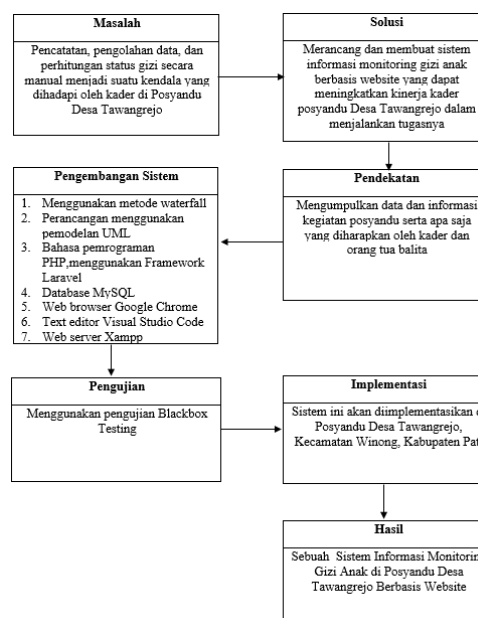 Masalah
Pencatatan, pengolahan data, dan
perhitungan status gizi secara
manual menjadi suatu kendala yang
dihadapi oleh kader di Posyandu
Desa Tawangrejo
Solusi
Merancang dan membuat sistem
informasi monitoring gizi anak
berbasis website yang dapat
meningkatkan kinerja kader
posyandu Desa Tawangrejo dalam
menjalankan tugasnya
Pendekatan
Mengumpulkan data dan informasi
kegiatan posyandu serta apa saja
yang diharapkan oleh kader dan
orang tua balita
Pengembangan Sistem
1. Menggunakan metode waterfall
2. Perancangan menggunakan
pemodelan UML
3. Bahasa pemrograman
PHP,menggunakan Framework
Laravel
4. Database MySQL
5. Web browser Google Chrome
6. Text editor Visual Studio Code
7. Web server Xampp
Pengujian
Menggunakan pengujian Blackbox
Testing
Implementasi
Sistem ini akan diimplementasikan
Posyandu Desa Tawangrejo,
Kecamatan Winong, Kabupaten
Hasil
Sebuah Sistem Informasi
Gizi Anak di Posyandu Desa
Tawangrejo Berbasis Website